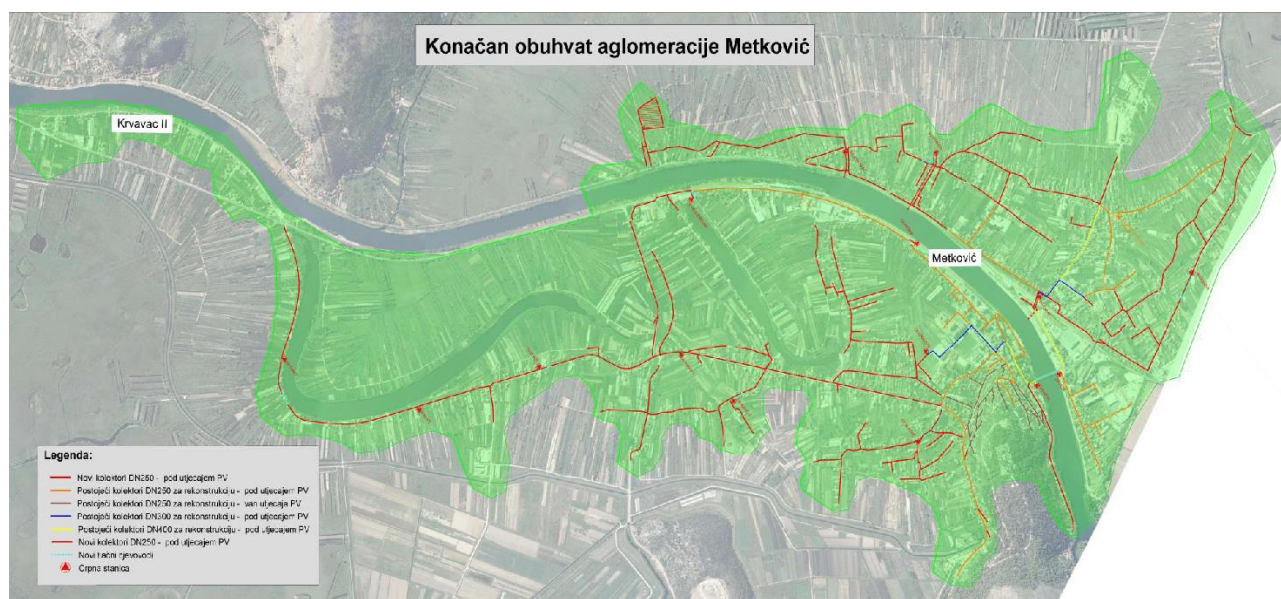 Konačan obuhvat aglomeracije Metković
Krvavac II
Metković
Legenda:
Novi kolektori DN250 - pod utjecajem PV
Postojeći kolektori DN250 za rekonstrukciju - pod utjecajem PV
Postojeći kolektori DN250 za rekonstrukciju - van utjecaja PV
Postojeći kolektori DN300 za rekonstrukciju - pod utjecajem PV
Postojeći kolektori DN400 za rekonstrukciju - pod utjecajem PV
Novi kolektori DN250 - pod utjecajem PV
Novi tlačni cjevovodi
Crpna stanica